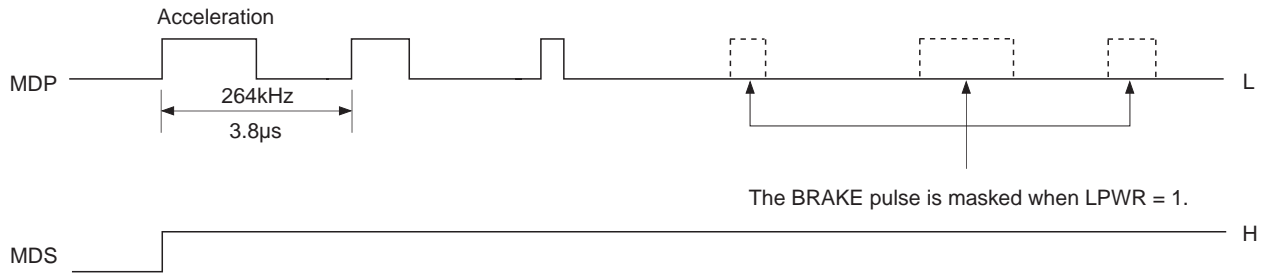 Acceleration
MDP
L
264kHz
3.8µs
The BRAKE pulse is masked when LPWR = 1.
H
MDS